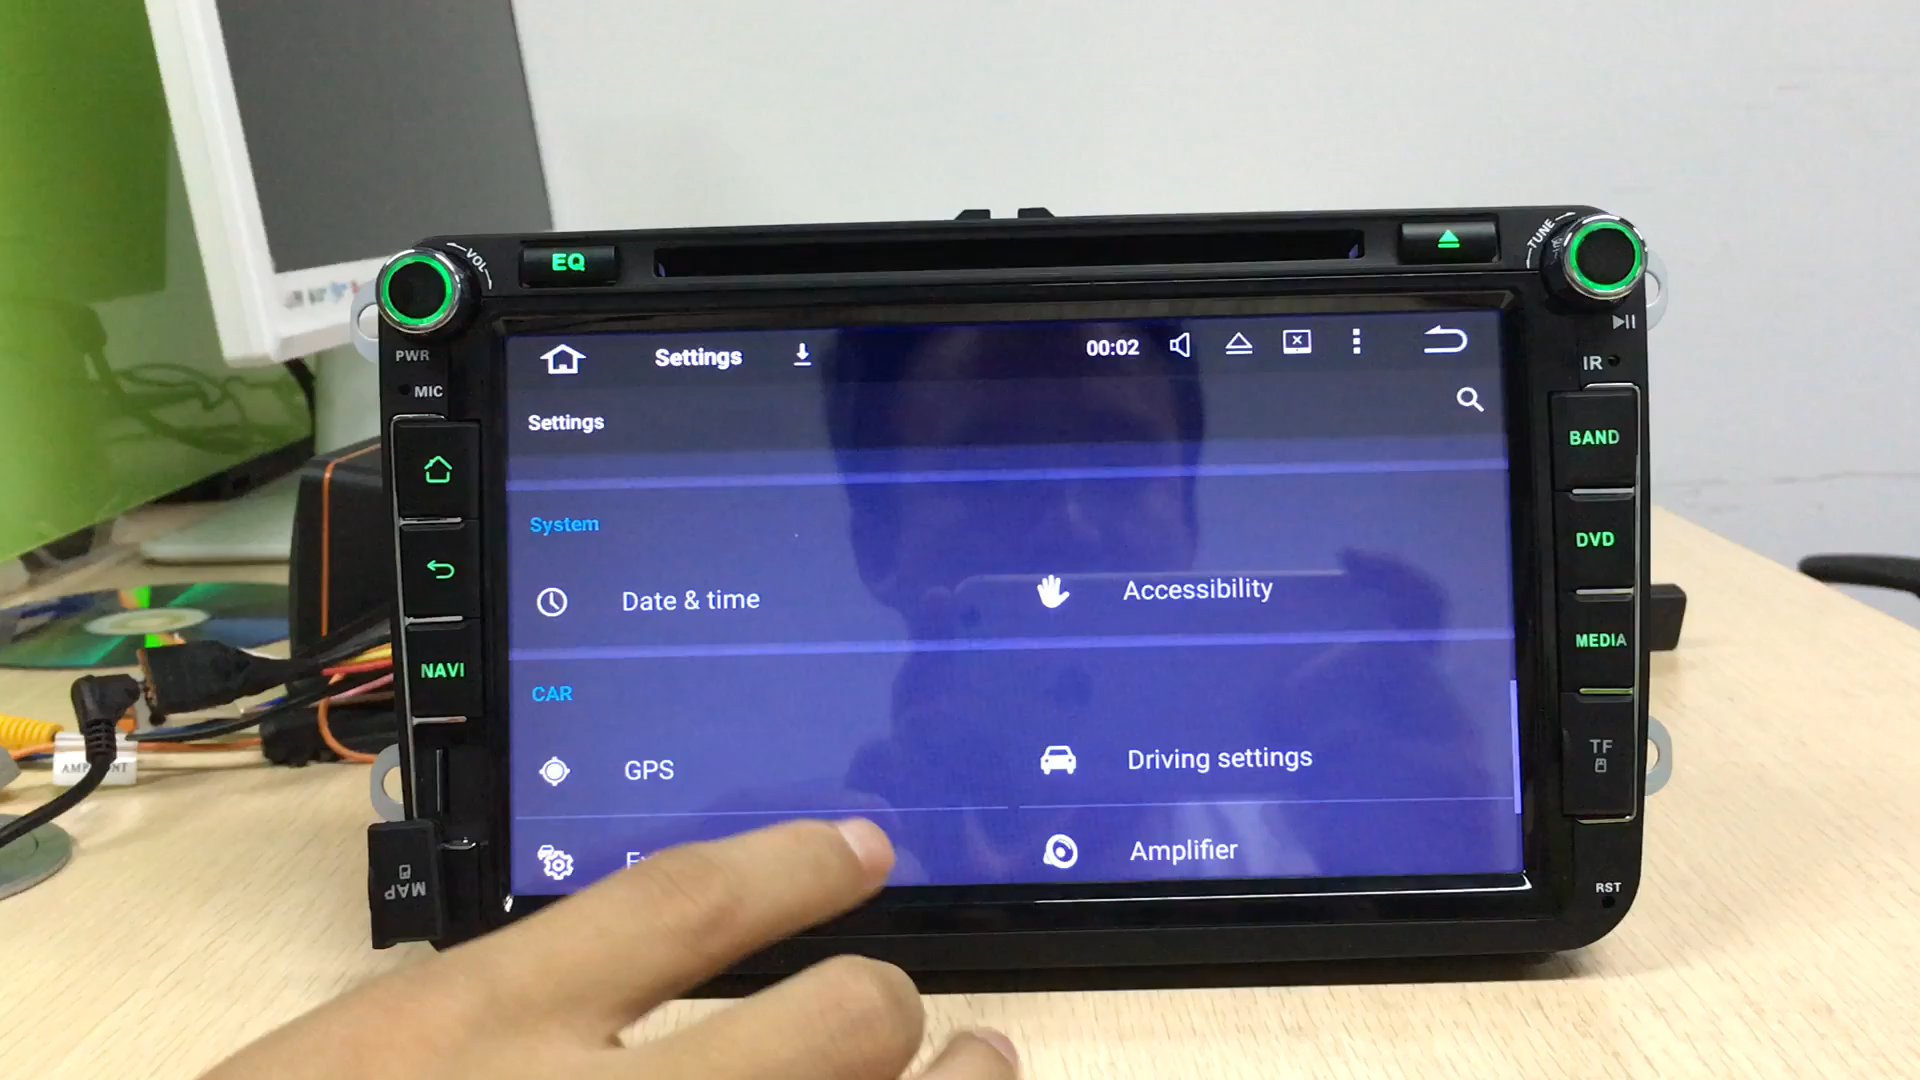 VOL
EQ
TUNE
PWR
MIC
IR
Settings
00:02
Settings
BAND
System
DVD
Date & time
Accessibility
MEDIA
NAVI
CAR
GPS
Driving settings
TF
Amplifier
MAP
RST